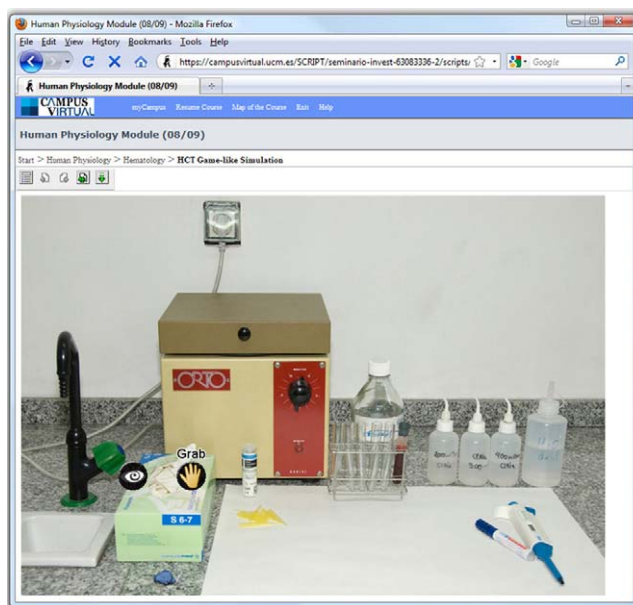 Human Physiology Module (08/09) - Mozilla Firefox
File Edit View History Bookmarks Tools Help
https://campusvirtual.ucm.es/SCRIPT/seminario-invest-63083336-2/scripts/
Google
Human Physiology Module (08/09)
CAMPUS VIRTUAL
myCampus Resume Course Map of the Course Exit Help
Human Physiology Module (08/09)
Start > Human Physiology > Hematology > HCT Game-like Simulation
ORTO
Grab
S 6-7